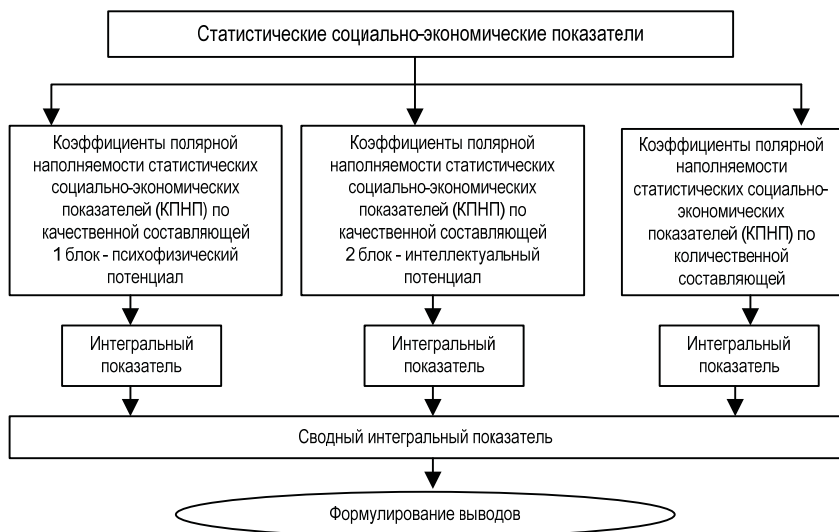 Статистические социально-экономические показатели
Коэффициенты полярной
наполняемости статистических
социально-экономических
показателей (КПНП) по
качественной составляющей
1 блок - психофизический
потенциал
Коэффициенты полярной
наполняемости статистических
социально-экономических
показателей (КПНП) по
качественной составляющей
2 блок - интеллектуальный
потенциал
Коэффициенты полярной
наполняемости
статистических социально-
экономических
показателей (КПНП) по
количественной
составляющей
Интегральный
показатель
Интегральный
показатель
Интегральный
показатель
Сводный интегральный показатель
Формулирование выводов